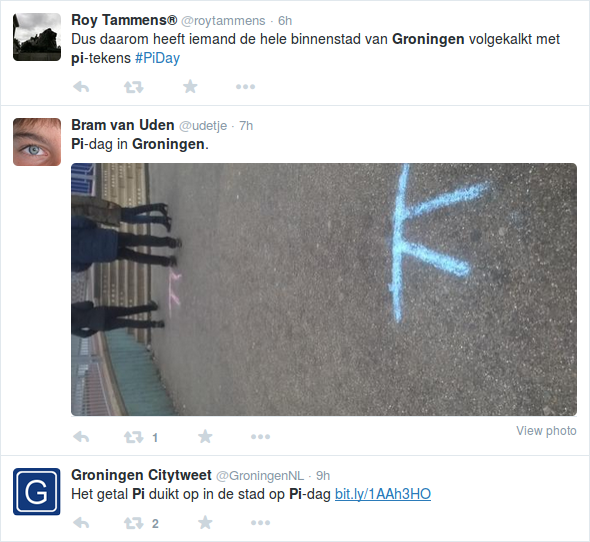 Roy Tammens® @roytammens · 6h
Dus daarom heeft iemand de hele binnenstad van Groningen volgekalkt met
pi-tekens #PiDay
Bram van Uden @udetje · 7h
Pi-dag in Groningen.
π
π
1
View photo
G
Groningen Citytweet @GroningenNL · 9h
Het getal Pi duikt op in de stad op Pi-dag bit.ly/1AAh3HO
2